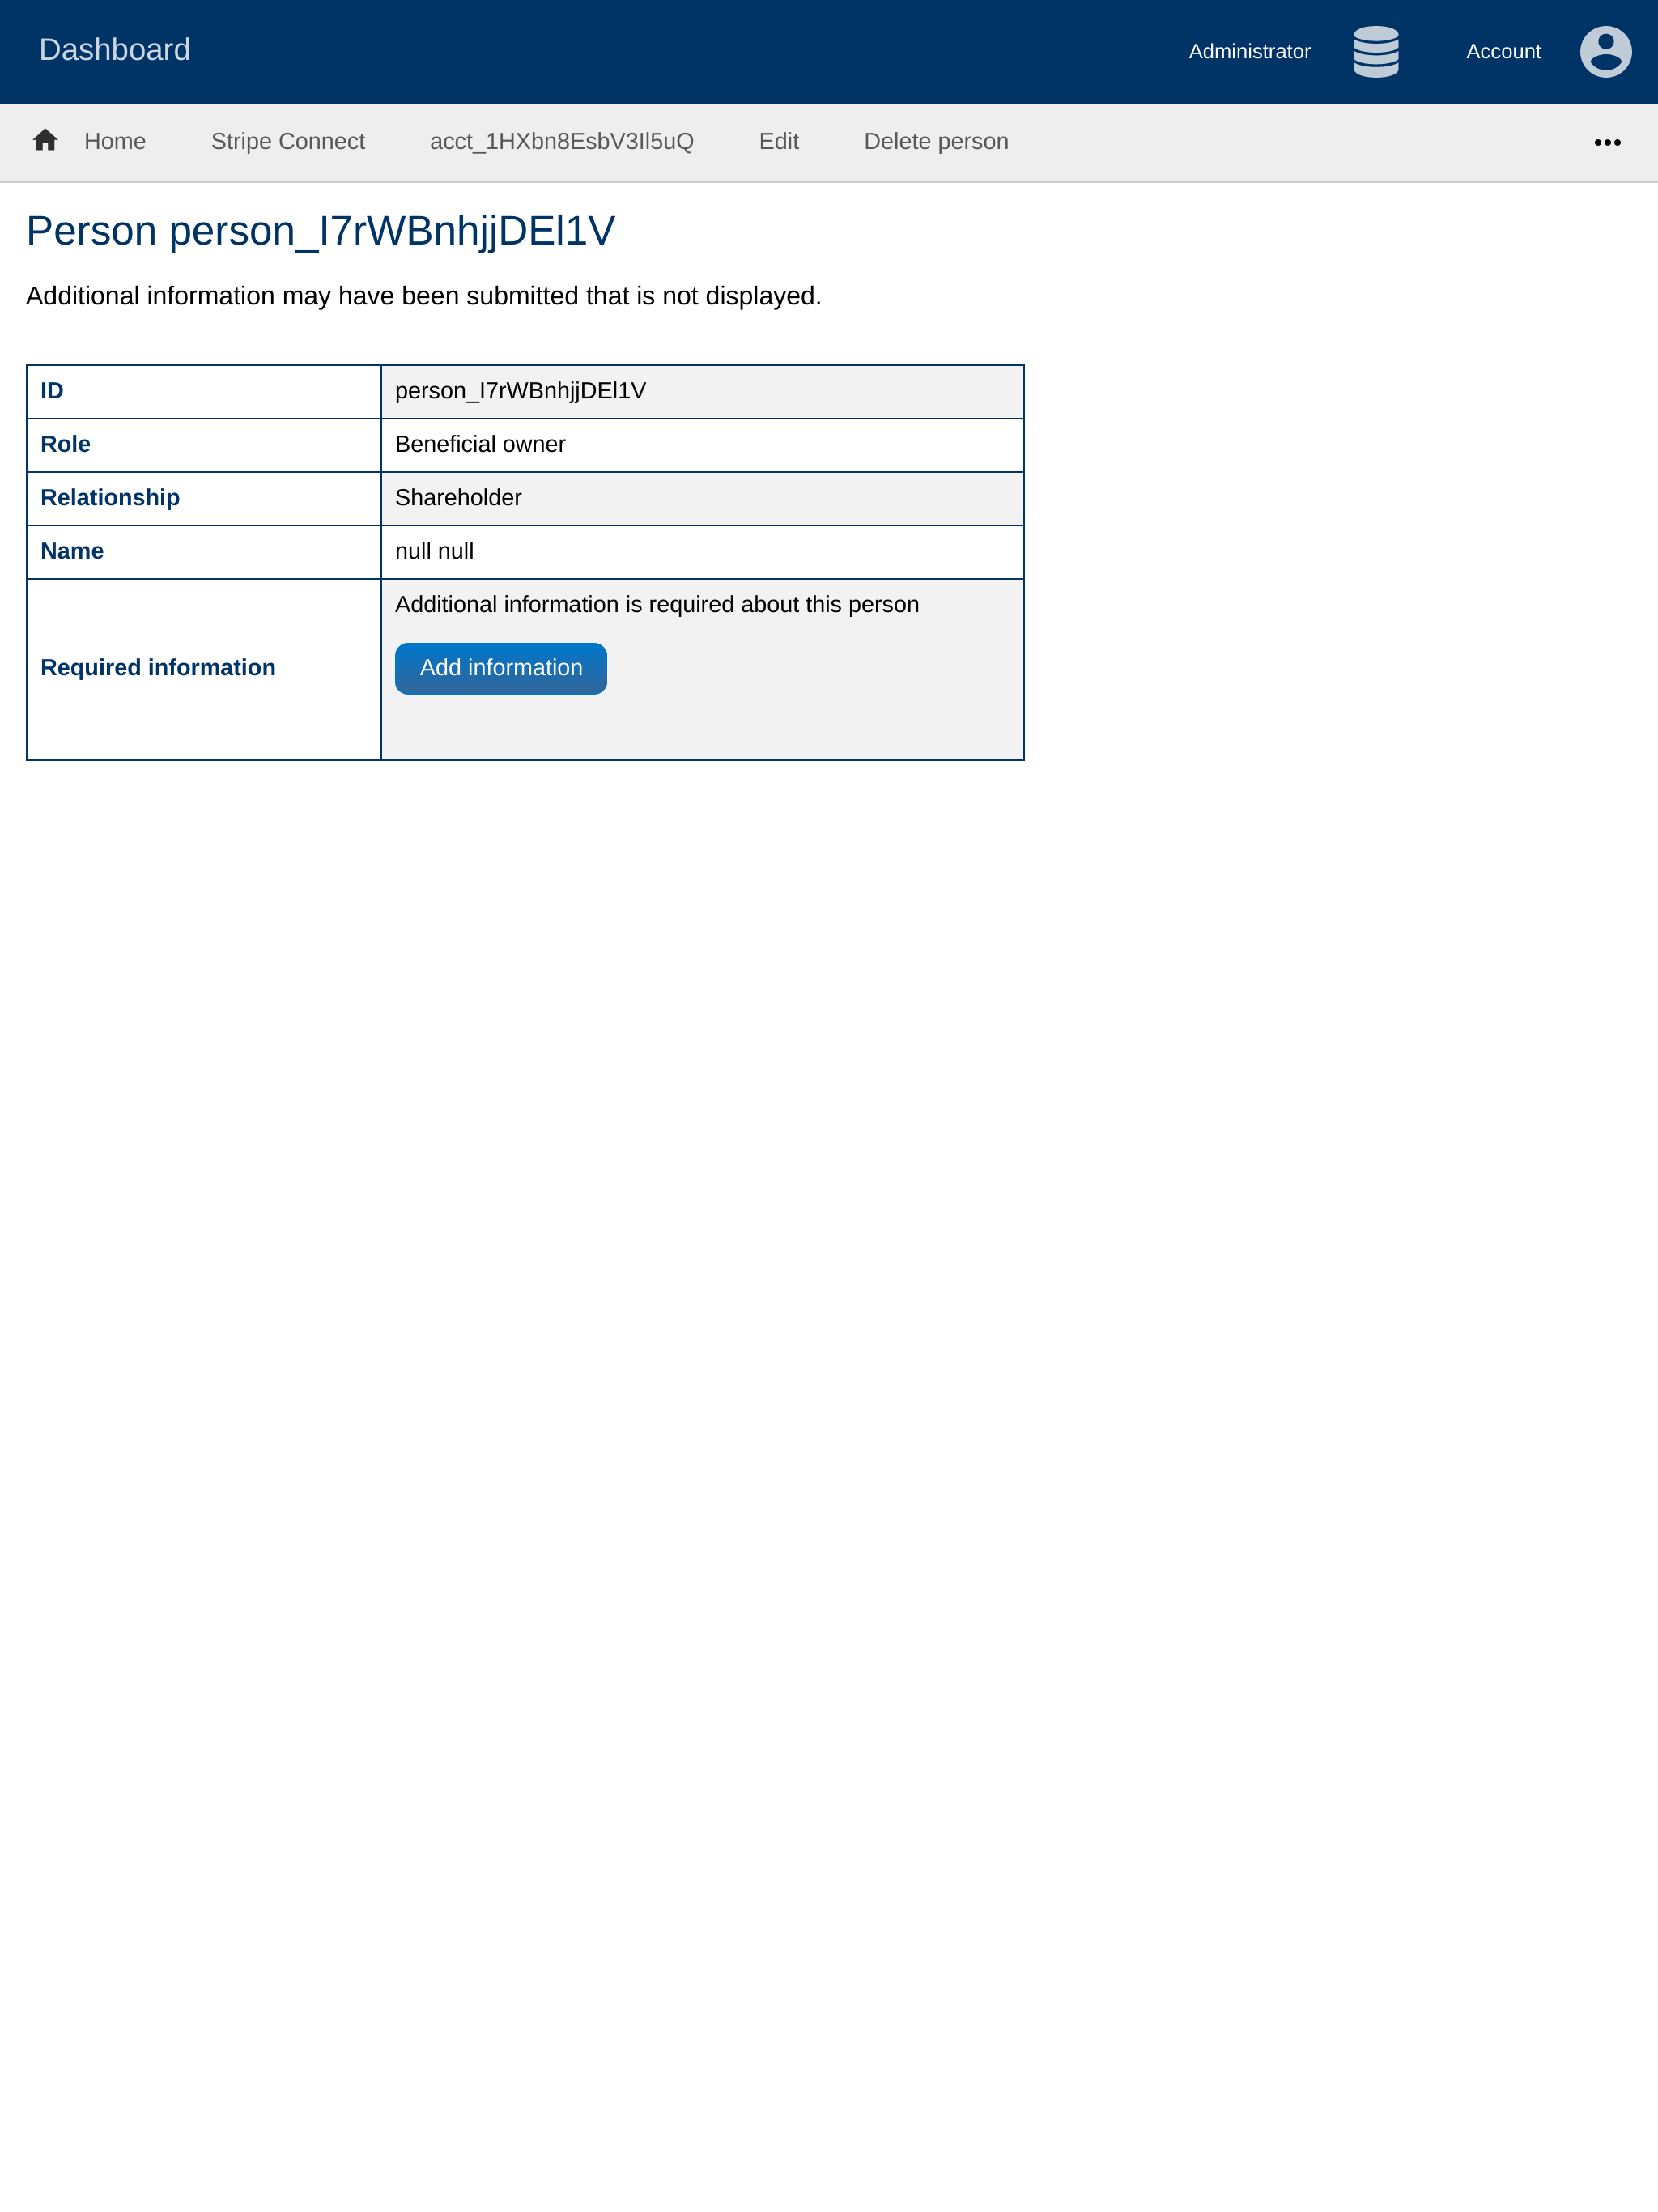 Dashboard
Administrator
Account
Home
Stripe Connect
acct_1HXbn8EsbV3Il5uQ
Edit
Delete person
•••
Person person_I7rWBnhjjDEl1V
Additional information may have been submitted that is not displayed.
ID
person_I7rWBnhjjDEl1V
Role
Beneficial owner
Relationship
Shareholder
Name
null null
Required information
Additional information is required about this person
Add information